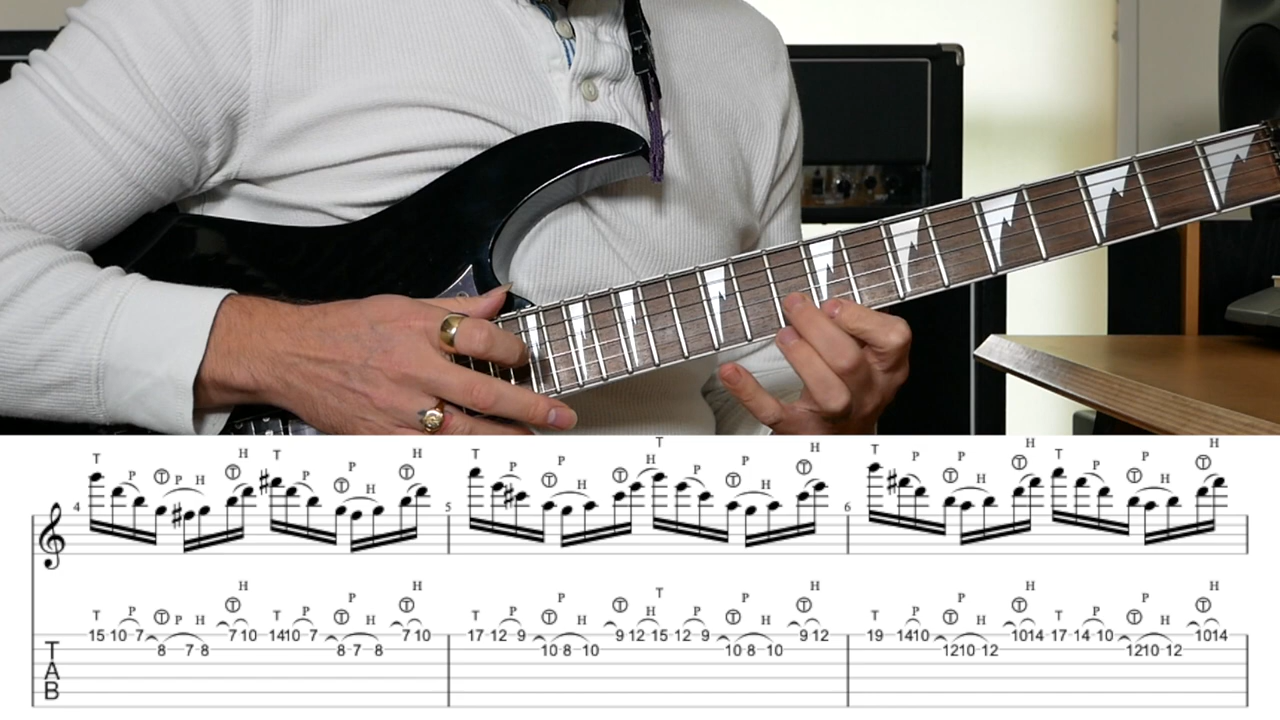 T P Ⓣ P H Ⓣ H T P Ⓣ P H Ⓣ H T P Ⓣ P H Ⓣ H T P Ⓣ P H Ⓣ H T P Ⓣ P H Ⓣ H T P Ⓣ P H Ⓣ H
4 5 6
T P Ⓣ P H Ⓣ H T P Ⓣ P H Ⓣ H T P Ⓣ P H Ⓣ H T P Ⓣ P H Ⓣ H T P Ⓣ P H Ⓣ H T P Ⓣ P H Ⓣ H
15 10 7 7 10 14 10 7 7 10 17 12 9 9 12 15 12 9 9 12 19 14 10 10 14 17 14 10 10 14
8 7 8 8 7 8 10 8 10 10 8 10 12 10 12 12 10 12
T
A
B